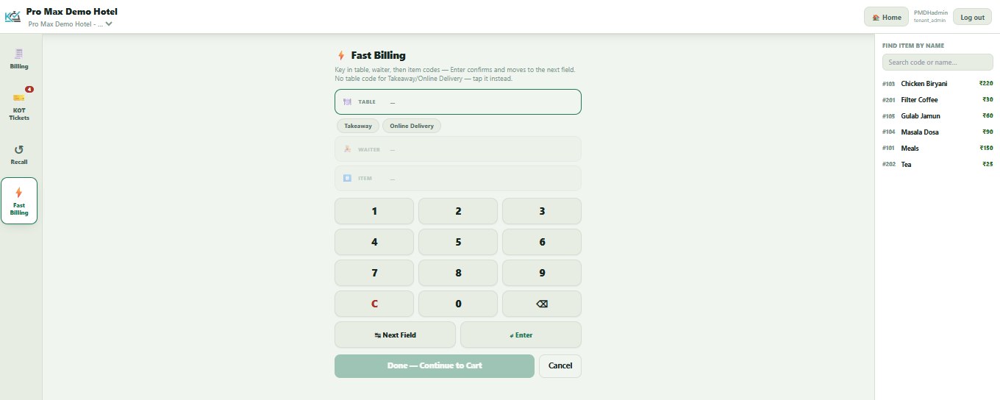 Pro Max Demo Hotel
Pro Max Demo Hotel - ...
Home
PMDHadmin
tenant_admin
Log out
Billing
4
KOT
Tickets
Recall
Fast
Billing
Fast Billing
Key in table, waiter, then item codes — Enter confirms and moves to the next field.
No table code for Takeaway/Online Delivery — tap it instead.
TABLE —
Takeaway Online Delivery
WAITER —
ITEM —
1 2 3
4 5 6
7 8 9
C 0 ⌫
Next Field Enter
Done — Continue to Cart Cancel
FIND ITEM BY NAME
Search code or name...
#103 Chicken Biryani ₹220
#201 Filter Coffee ₹30
#105 Gulab Jamun ₹60
#104 Masala Dosa ₹90
#101 Meals ₹150
#202 Tea ₹25